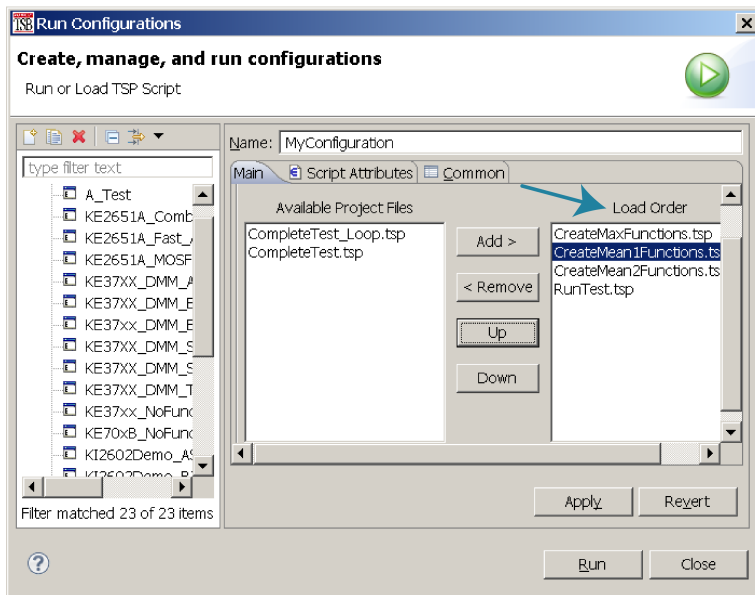 TSB Run Configurations
Create, manage, and run configurations
Run or Load TSP Script
type filter text
A_Test
KE2651A_Comb
KE2651A_Fast_
KE2651A_MOSF
KE37XX_DMM_A
KE37XX_DMM_E
KE37xx_DMM_E
KE37XX_DMM_S
KE37XX_DMM_S
KE37XX_DMM_T
KE37xx_NoFunc
KE70xB_NoFunc
KI2602Demo_AS
Filter matched 23 of 23 items
Name: MyConfiguration
Main Script Attributes Common
Available Project Files
CompleteTest_Loop.tsp
CompleteTest.tsp
Add >
< Remove
Up
Down
Load Order
CreateMaxFunctions.tsp
CreateMean1Functions.ts
CreateMean2Functions.ts
RunTest.tsp
Apply Revert
? Run Close